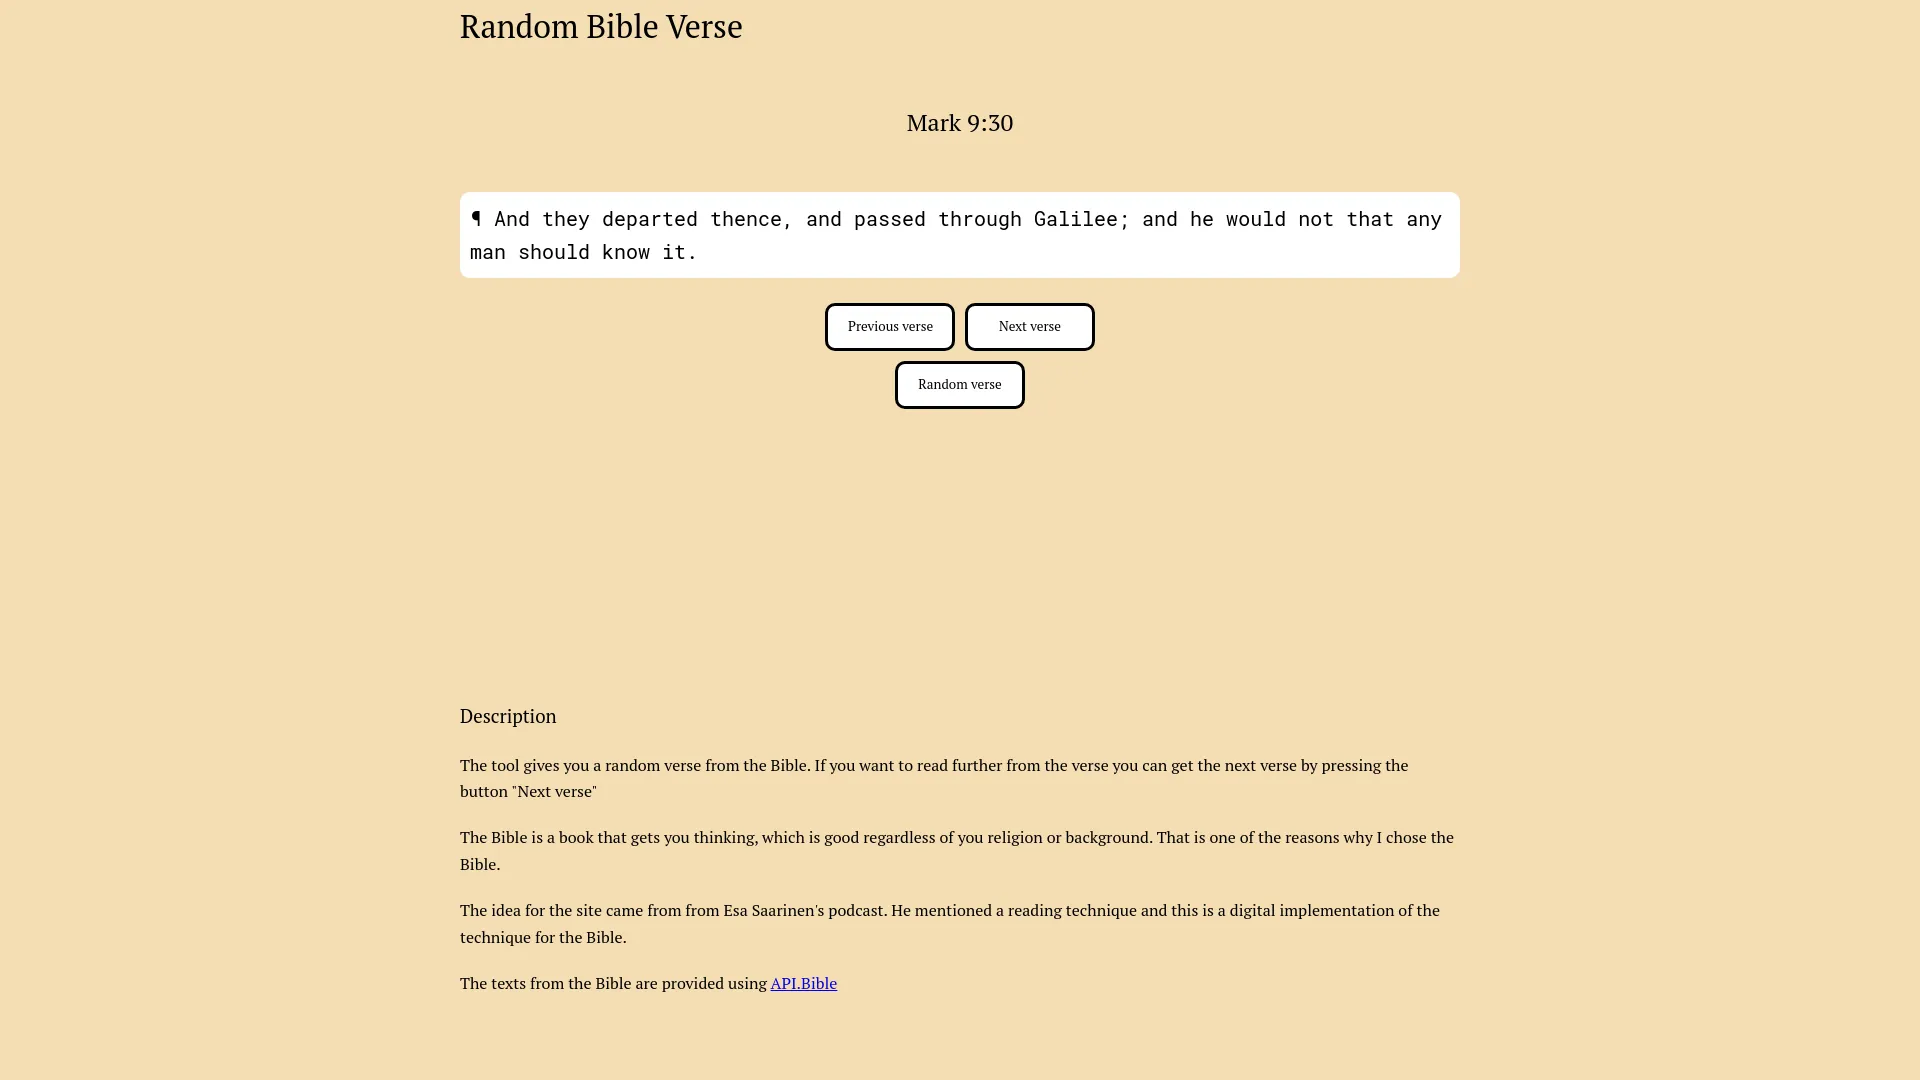 Random Bible Verse
Mark 9:30
¶ And they departed thence, and passed through Galilee; and he would not that any
man should know it.
Previous verse
Next verse
Random verse
Description
The tool gives you a random verse from the Bible. If you want to read further from the verse you can get the next verse by pressing the
button "Next verse"
The Bible is a book that gets you thinking, which is good regardless of you religion or background. That is one of the reasons why I chose the
Bible.
The idea for the site came from from Esa Saarinen's podcast. He mentioned a reading technique and this is a digital implementation of the
technique for the Bible.
The texts from the Bible are provided using API.Bible